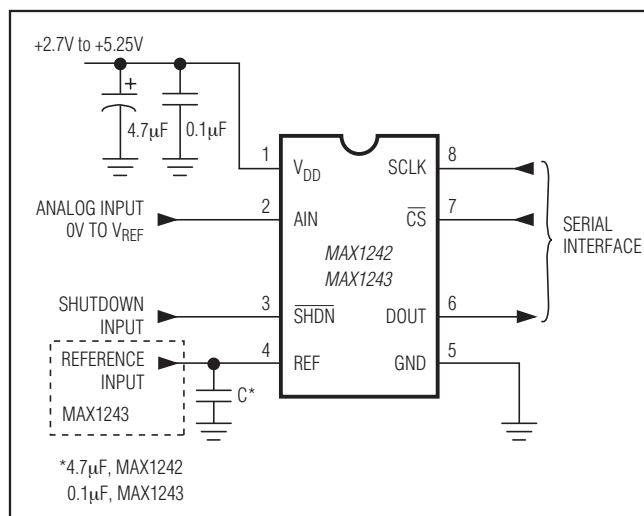 +2.7V to +5.25V
+
4.7μF
0.1μF
1
VDD
SCLK
8
ANALOG INPUT
0V TO VREF
2
AIN
CS
7
SERIAL
INTERFACE
MAX1242
MAX1243
SHUTDOWN
INPUT
3
SHDN
DOUT
6
REFERENCE
INPUT
MAX1243
4
REF
GND
5
C*
*4.7μF, MAX1242
0.1μF, MAX1243